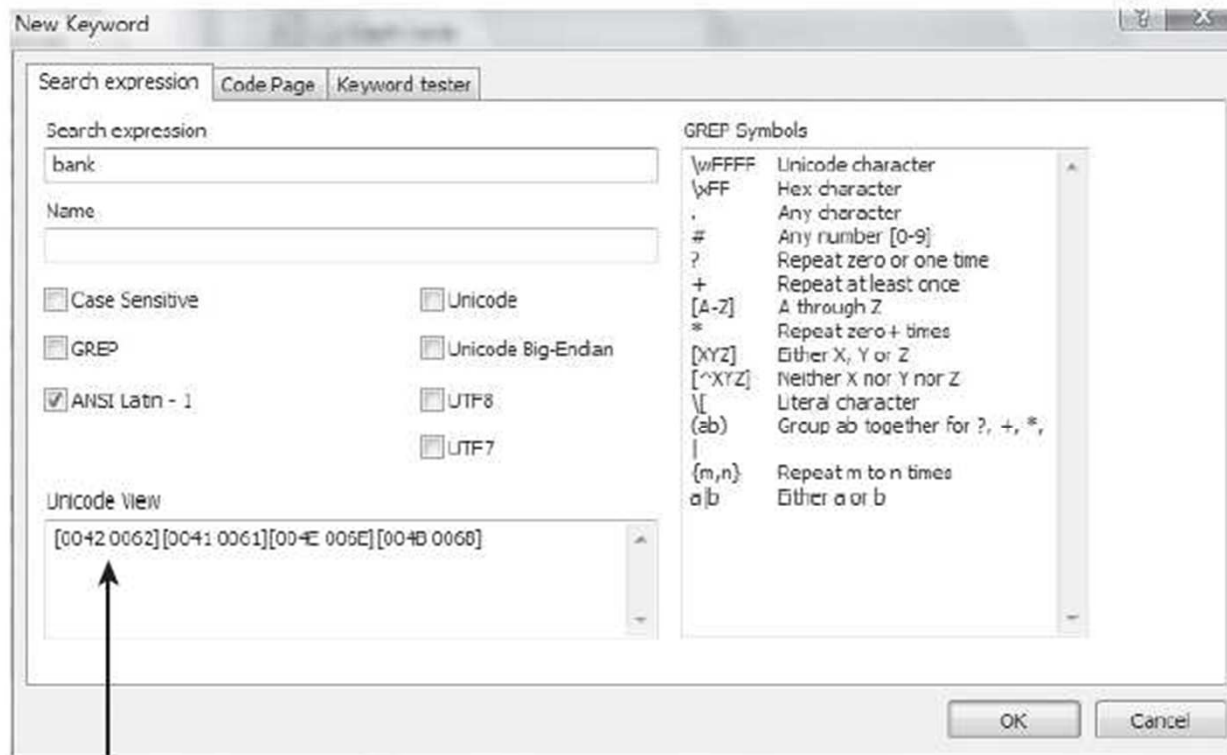 New Keyword
Search expression
Code Page
Keyword tester
Search expression
bank
Name
Case Sensitive
Unicode
GREP
Unicode Big-Endian
ANSI Latin - 1
UTF8
UTF7
Unicode View
[0042 0062][0041 0061][004E 006E][004B 006B]
GREP Symbols
\wFFFF Unicode character
\xFF Hex character
. Any character
# Any number [0-9]
? Repeat zero or one time
+ Repeat at least once
[A-Z] A through Z
* Repeat zero+ times
[XYZ] Either X, Y or Z
[^XYZ] Neither X nor Y nor Z
\[ Literal character
(ab) Group ab together for ?, +, *,
|
{m,n} Repeat m to n times
a|b Either a or b
OK
Cancel